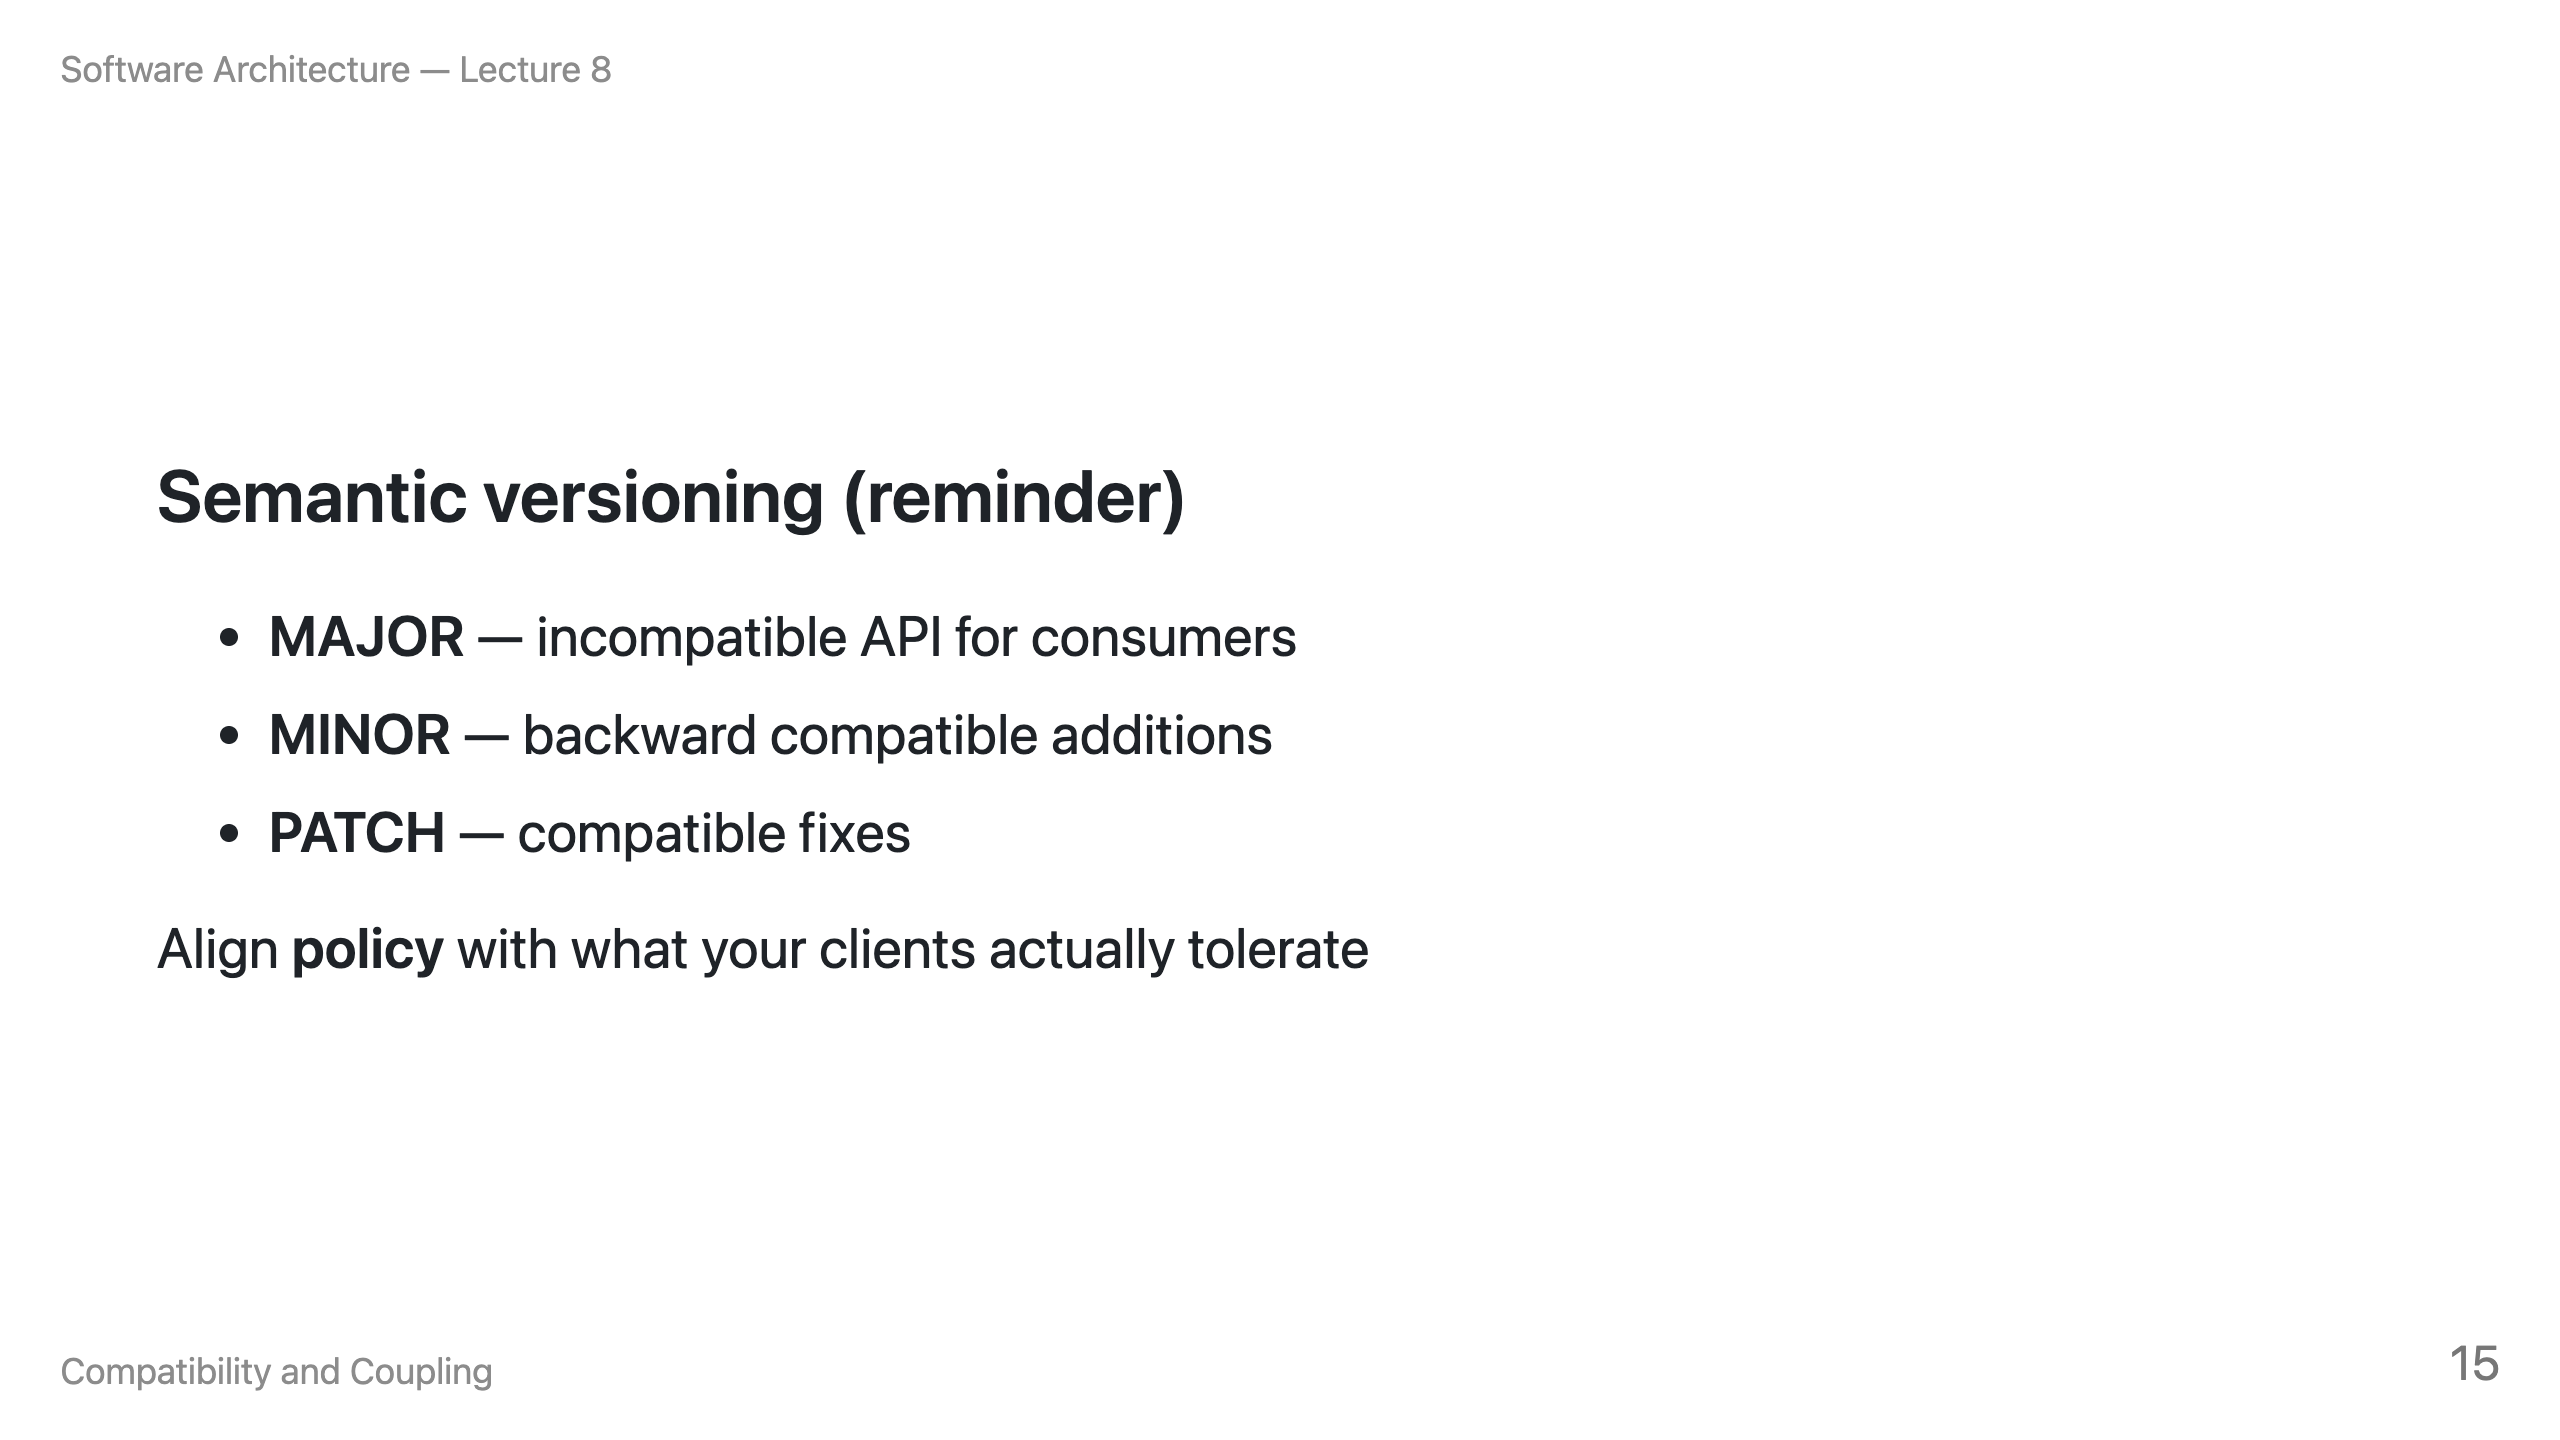 Software Architecture — Lecture 8
Semantic versioning (reminder)
• MAJOR — incompatible API for consumers
• MINOR — backward compatible additions
• PATCH — compatible fixes
Align policy with what your clients actually tolerate
Compatibility and Coupling
15